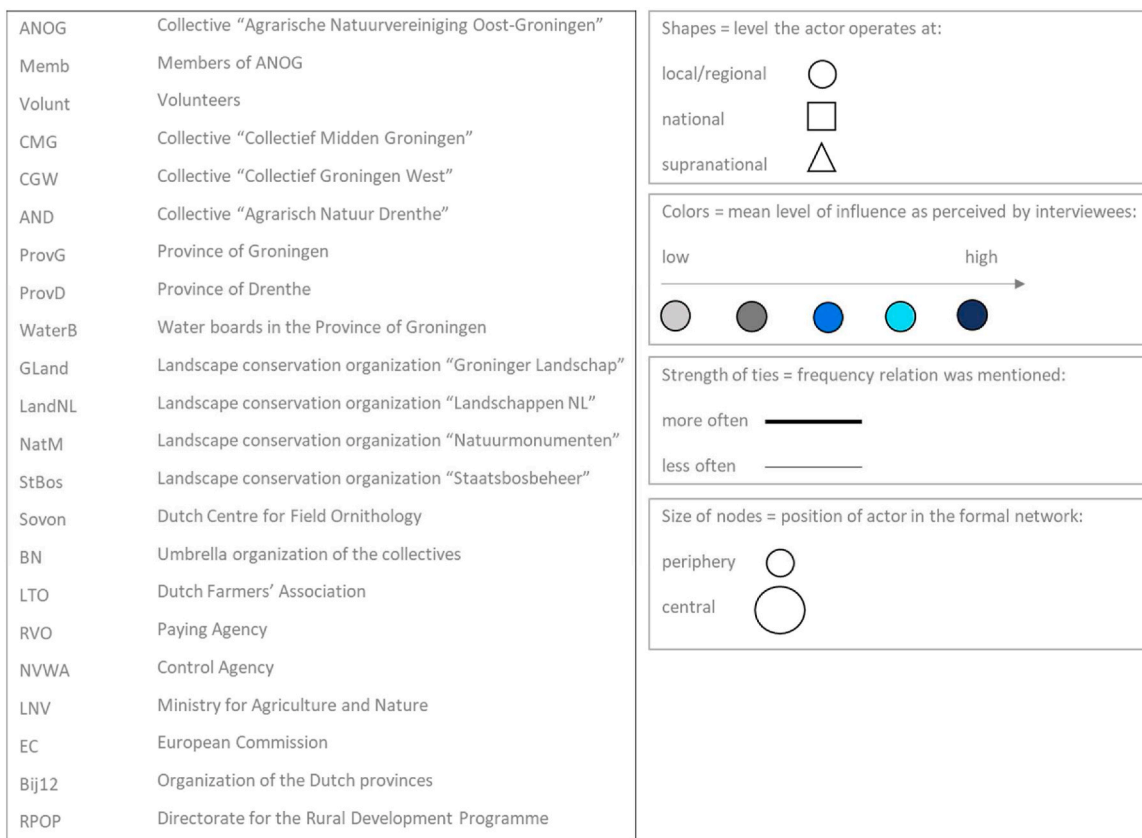 ANOG Collective “Agrarische Natuurvereiniging Oost-Groningen”
Memb Members of ANOG
Volunt Volunteers
CMG Collective “Collectief Midden Groningen”
CGW Collective “Collectief Groningen West”
AND Collective “Agrarisch Natuur Drenthe”
ProvG Province of Groningen
ProvD Province of Drenthe
WaterB Water boards in the Province of Groningen
GLand Landscape conservation organization “Groninger Landschap”
LandNL Landscape conservation organization “Landschappen NL”
NatM Landscape conservation organization “Natuurmonumenten”
StBos Landscape conservation organization “Staatsbosbeheer”
Sovon Dutch Centre for Field Ornithology
BN Umbrella organization of the collectives
LTO Dutch Farmers’ Association
RVO Paying Agency
NVWA Control Agency
LNV Ministry for Agriculture and Nature
EC European Commission
Bij12 Organization of the Dutch provinces
RPOP Directorate for the Rural Development Programme
Shapes = level the actor operates at:
local/regional
national
supranational
Colors = mean level of influence as perceived by interviewees:
low high
Strength of ties = frequency relation was mentioned:
more often
less often
Size of nodes = position of actor in the formal network:
periphery
central